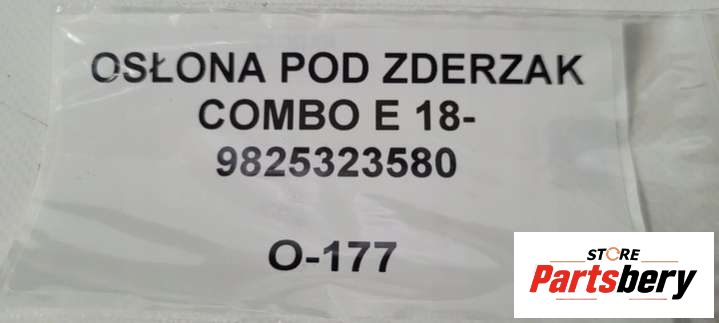 OSŁONA POD ZDERZAK
COMBO E 18-
9825323580
O-177
STORE
Partsbery